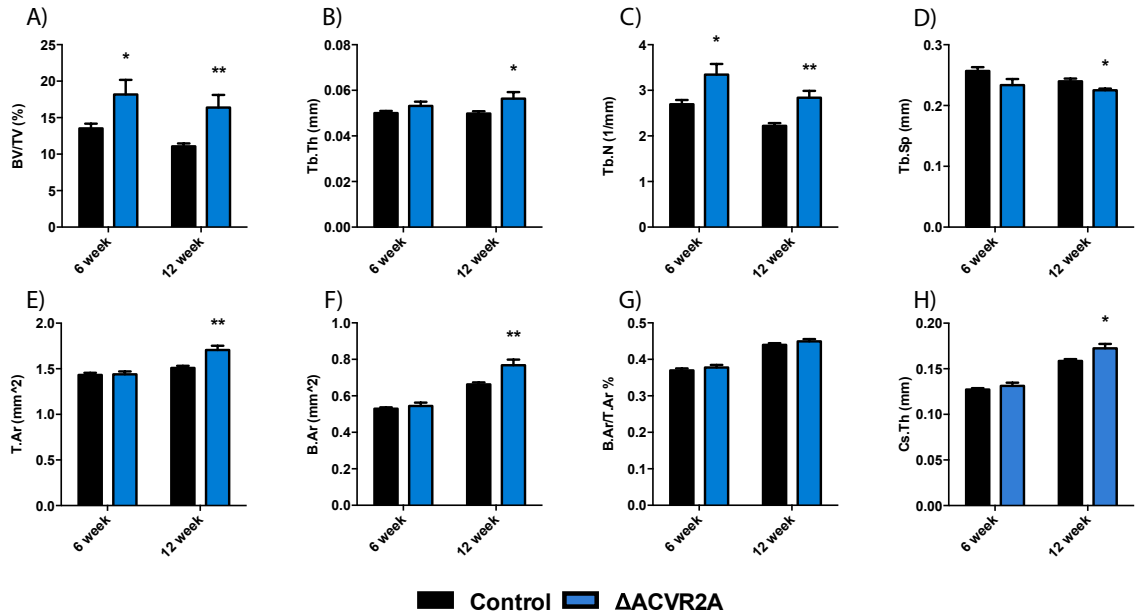 A)
BV/TV (%)
25
20
15
10
5
0
*
**
6 week
12 week
B)
Tb.Th (mm)
0.08
0.06
0.04
0.02
0.00
*
6 week
12 week
C)
Tb.N (1/mm)
4
3
2
1
0
*
**
6 week
12 week
D)
Tb.Sp (mm)
0.3
0.2
0.1
0.0
*
6 week
12 week
E)
T.Ar (mm^2)
2.0
1.5
1.0
0.5
0.0
**
6 week
12 week
F)
B.Ar (mm^2)
1.0
0.8
0.6
0.4
0.2
0.0
**
6 week
12 week
G)
B.Ar/T.Ar %
0.6
0.4
0.2
0.0
6 week
12 week
H)
Cs.Th (mm)
0.20
0.15
0.10
0.05
0.00
*
6 week
12 week
Control ΔACVR2A